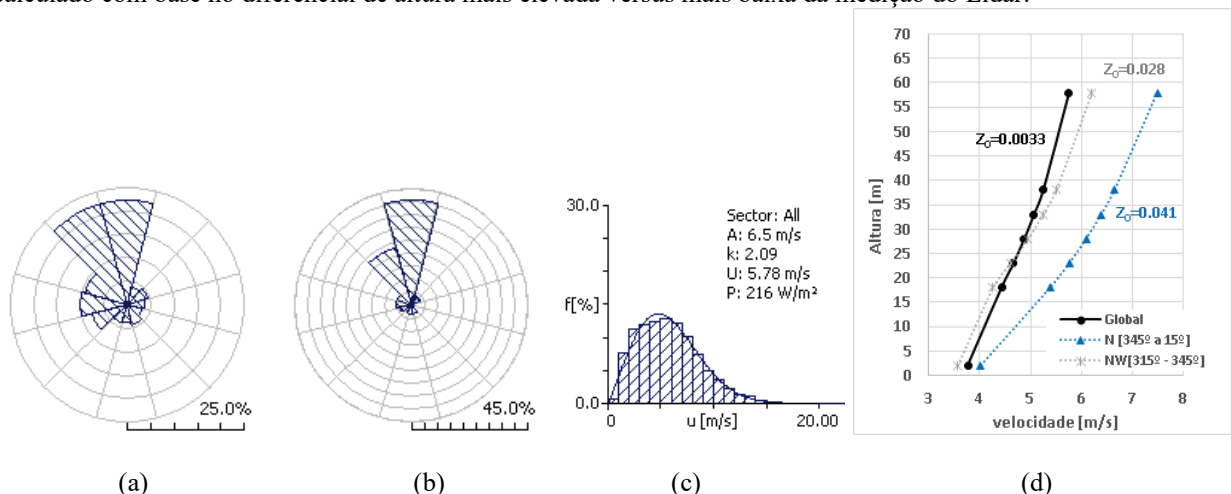 calculado com base no diferencial de altura mais elevada versus mais baixa da medição do Lidar.
25.0%
45.0%
30.0
f[%]
0.0
0
u [m/s]
20.00
Sector: All
A: 6.5 m/s
k: 2.09
U: 5.78 m/s
P: 216 W/m²
70
65
60
55
50
45
40
35
30
25
20
15
10
5
0
Altura [m]
Z₀=0.028
Z₀=0.0033
Z₀=0.041
Global
N [345º a 15º]
NW[315º - 345º]
3 4 5 6 7 8
velocidade [m/s]
(a) (b) (c) (d)